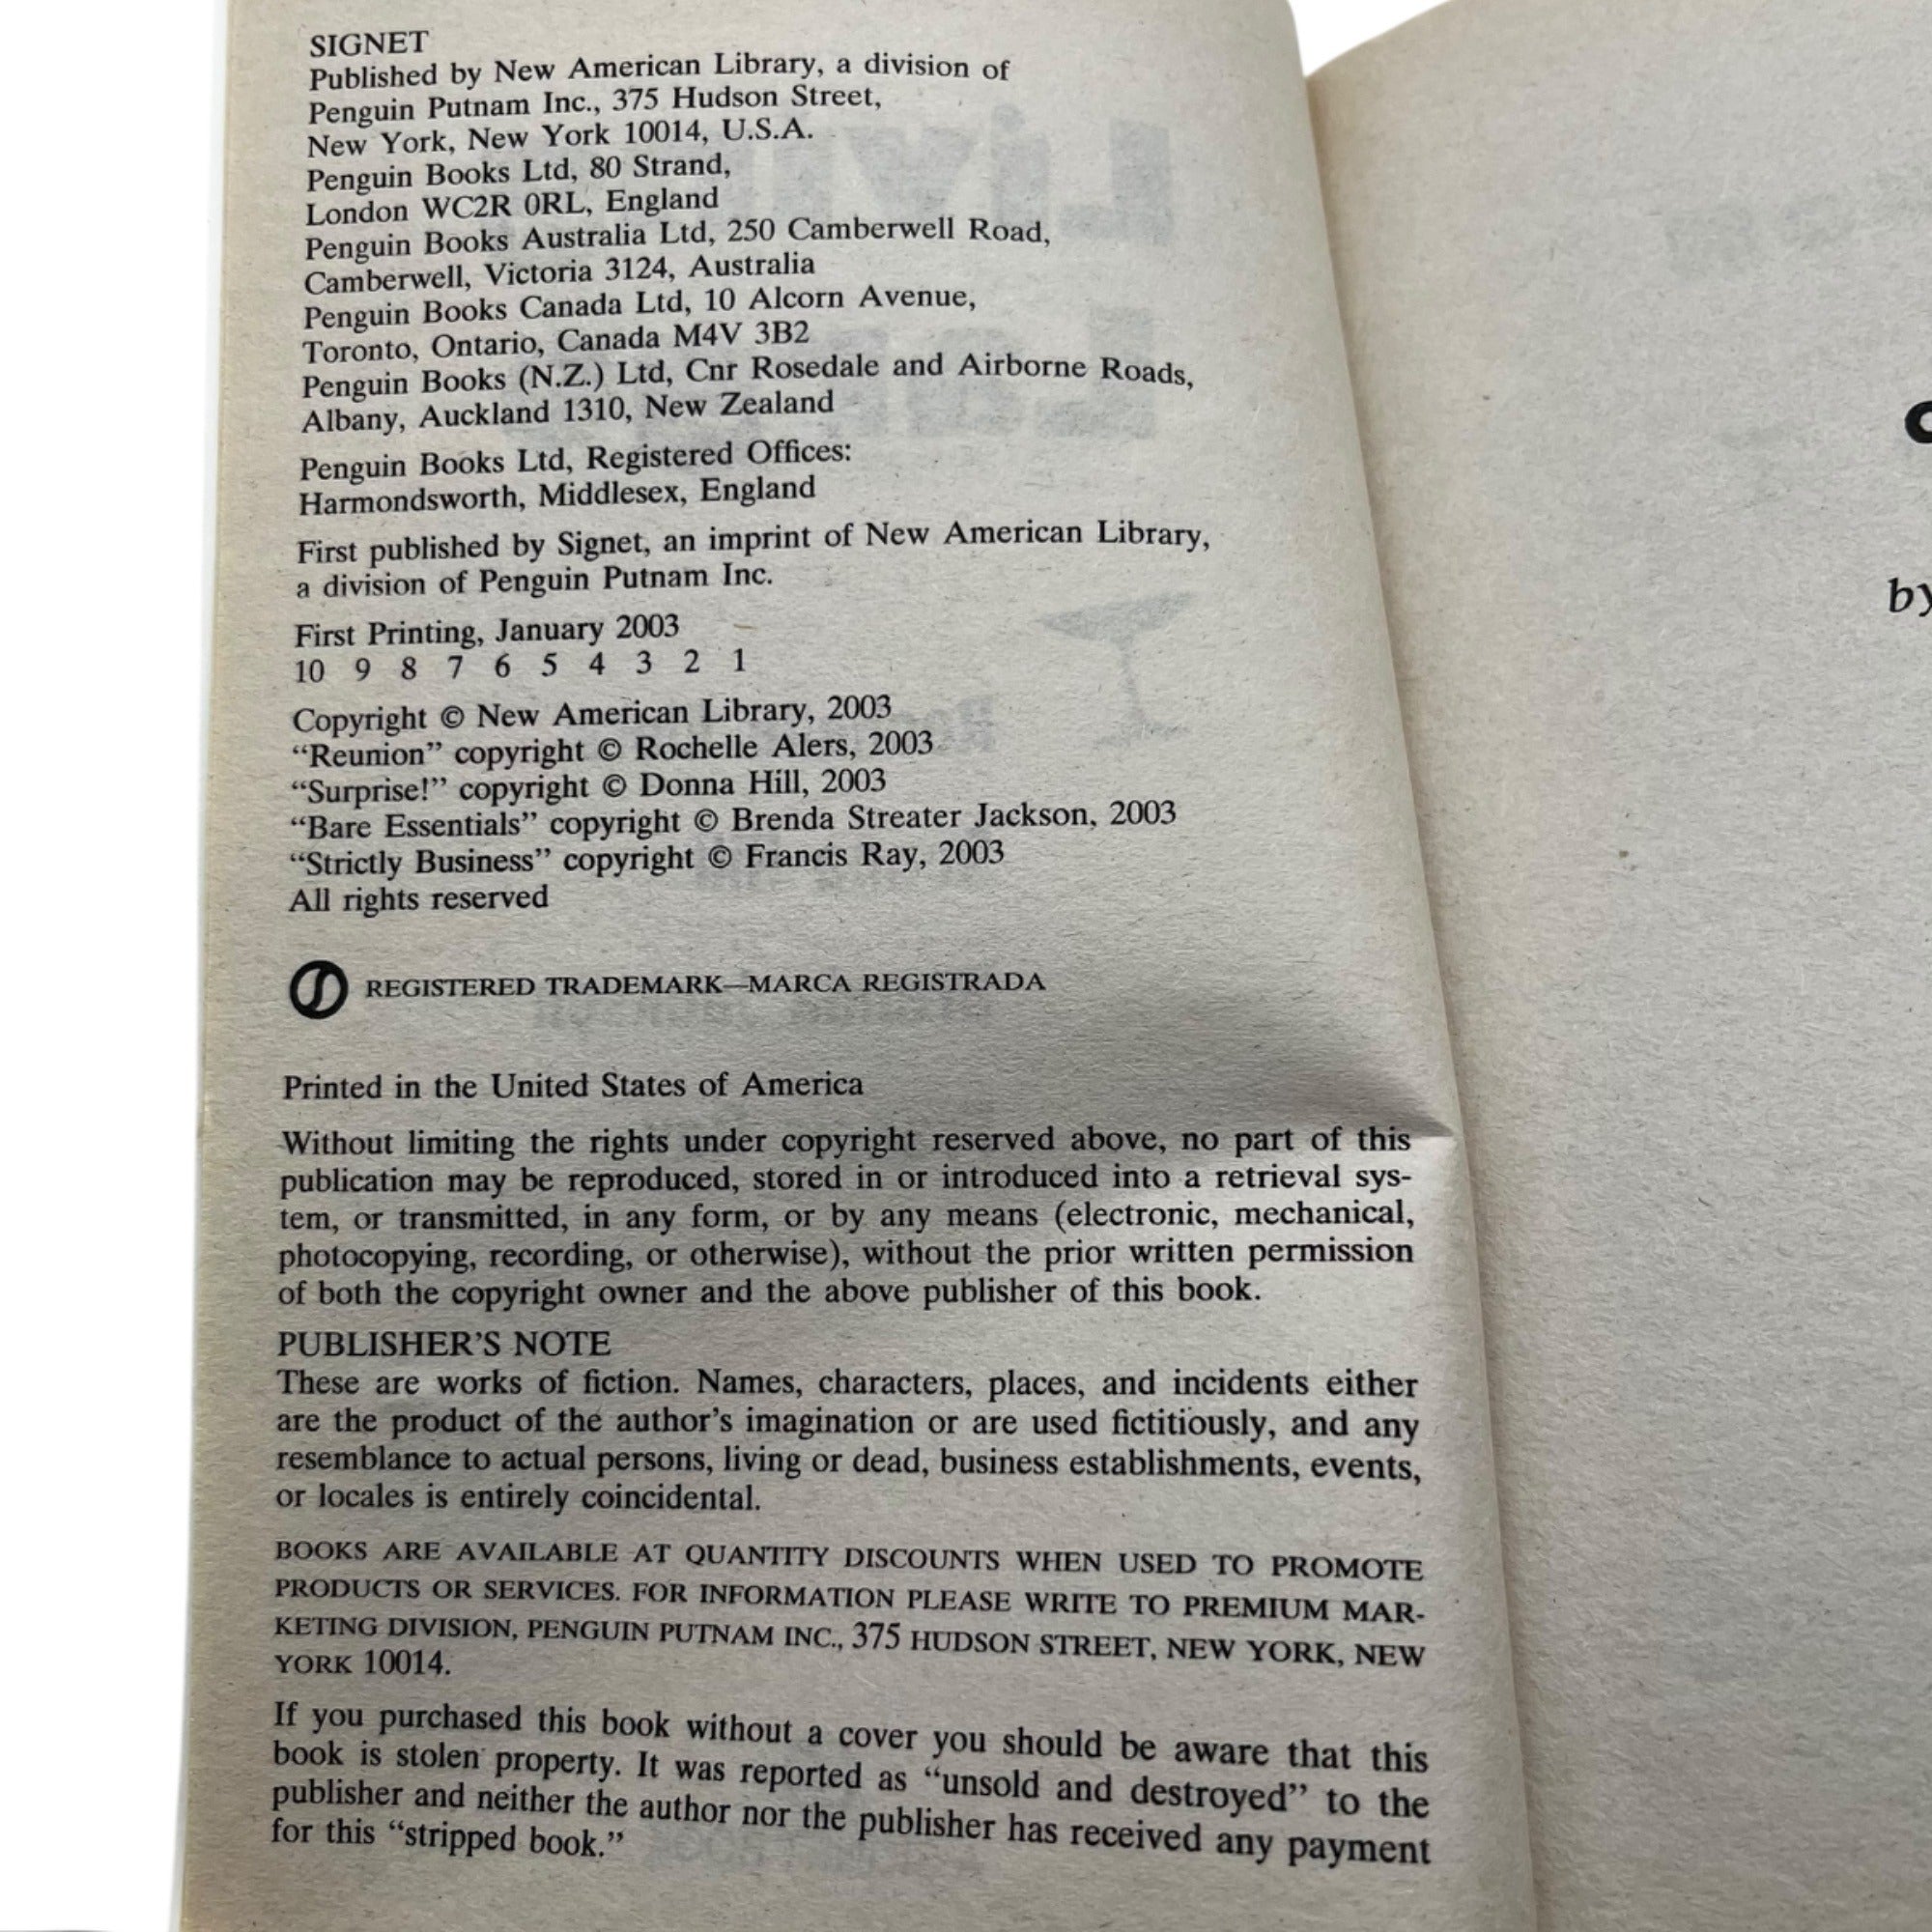 SIGNET
Published by New American Library, a division of
Penguin Putnam Inc., 375 Hudson Street,
New York, New York 10014, U.S.A.
Penguin Books Ltd, 80 Strand,
London WC2R 0RL, England
Penguin Books Australia Ltd, 250 Camberwell Road,
Camberwell, Victoria 3124, Australia
Penguin Books Canada Ltd, 10 Alcorn Avenue,
Toronto, Ontario, Canada M4V 3B2
Penguin Books (N.Z.) Ltd, Cnr Rosedale and Airborne Roads,
Albany, Auckland 1310, New Zealand
Penguin Books Ltd, Registered Offices:
Harmondsworth, Middlesex, England
First published by Signet, an imprint of New American Library,
a division of Penguin Putnam Inc.
First Printing, January 2003
10 9 8 7 6 5 4 3 2 1
Copyright © New American Library, 2003
“Reunion” copyright © Rochelle Alers, 2003
“Surprise!” copyright © Donna Hill, 2003
“Bare Essentials” copyright © Brenda Streater Jackson, 2003
“Strictly Business” copyright © Francis Ray, 2003
All rights reserved
REGISTERED TRADEMARK—MARCA REGISTRADA
Printed in the United States of America
Without limiting the rights under copyright reserved above, no part of this
publication may be reproduced, stored in or introduced into a retrieval sys-
tem, or transmitted, in any form, or by any means (electronic, mechanical,
photocopying, recording, or otherwise), without the prior written permission
of both the copyright owner and the above publisher of this book.
PUBLISHER’S NOTE
These are works of fiction. Names, characters, places, and incidents either
are the product of the author’s imagination or are used fictitiously, and any
resemblance to actual persons, living or dead, business establishments, events,
or locales is entirely coincidental.
BOOKS ARE AVAILABLE AT QUANTITY DISCOUNTS WHEN USED TO PROMOTE
PRODUCTS OR SERVICES. FOR INFORMATION PLEASE WRITE TO PREMIUM MAR-
KETING DIVISION, PENGUIN PUTNAM INC., 375 HUDSON STREET, NEW YORK, NEW
YORK 10014.
If you purchased this book without a cover you should be aware that this
book is stolen property. It was reported as “unsold and destroyed” to the
publisher and neither the author nor the publisher has received any payment
for this “stripped book.”
by